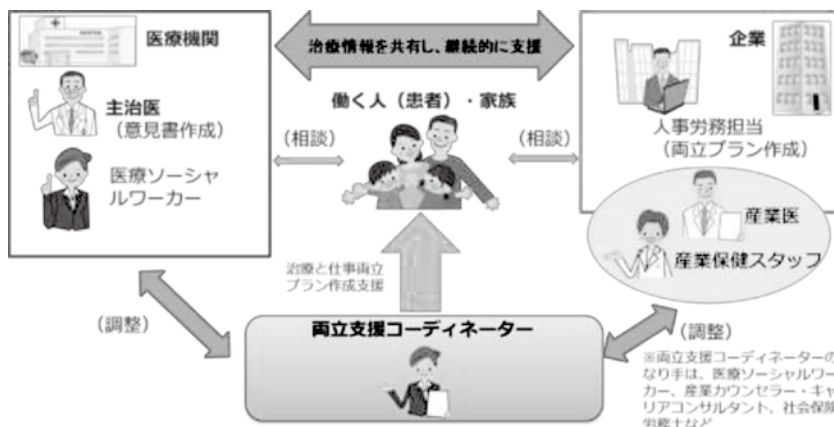 医療機関
主治医
（意見書作成）
医療ソーシャ
ルワーカー
治療情報を共有し、継続的に支援
働く人（患者）・家族
（相談）
（相談）
企業
人事労務担当
（両立プラン作成）
産業医
産業保健スタッフ
治療と仕事両立
プラン作成支援
（調整）
両立支援コーディネーター
（調整）
※両立支援コーディネーターの
なり手は、医療ソーシャルワー
カー、産業カウンセラー・キャ
リアコンサルタント、社会保険
労務士など